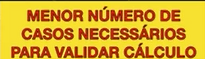 MENOR NÚMERO DE
CASOS NECESSÁRIOS
PARA VALIDAR CÁLCULO